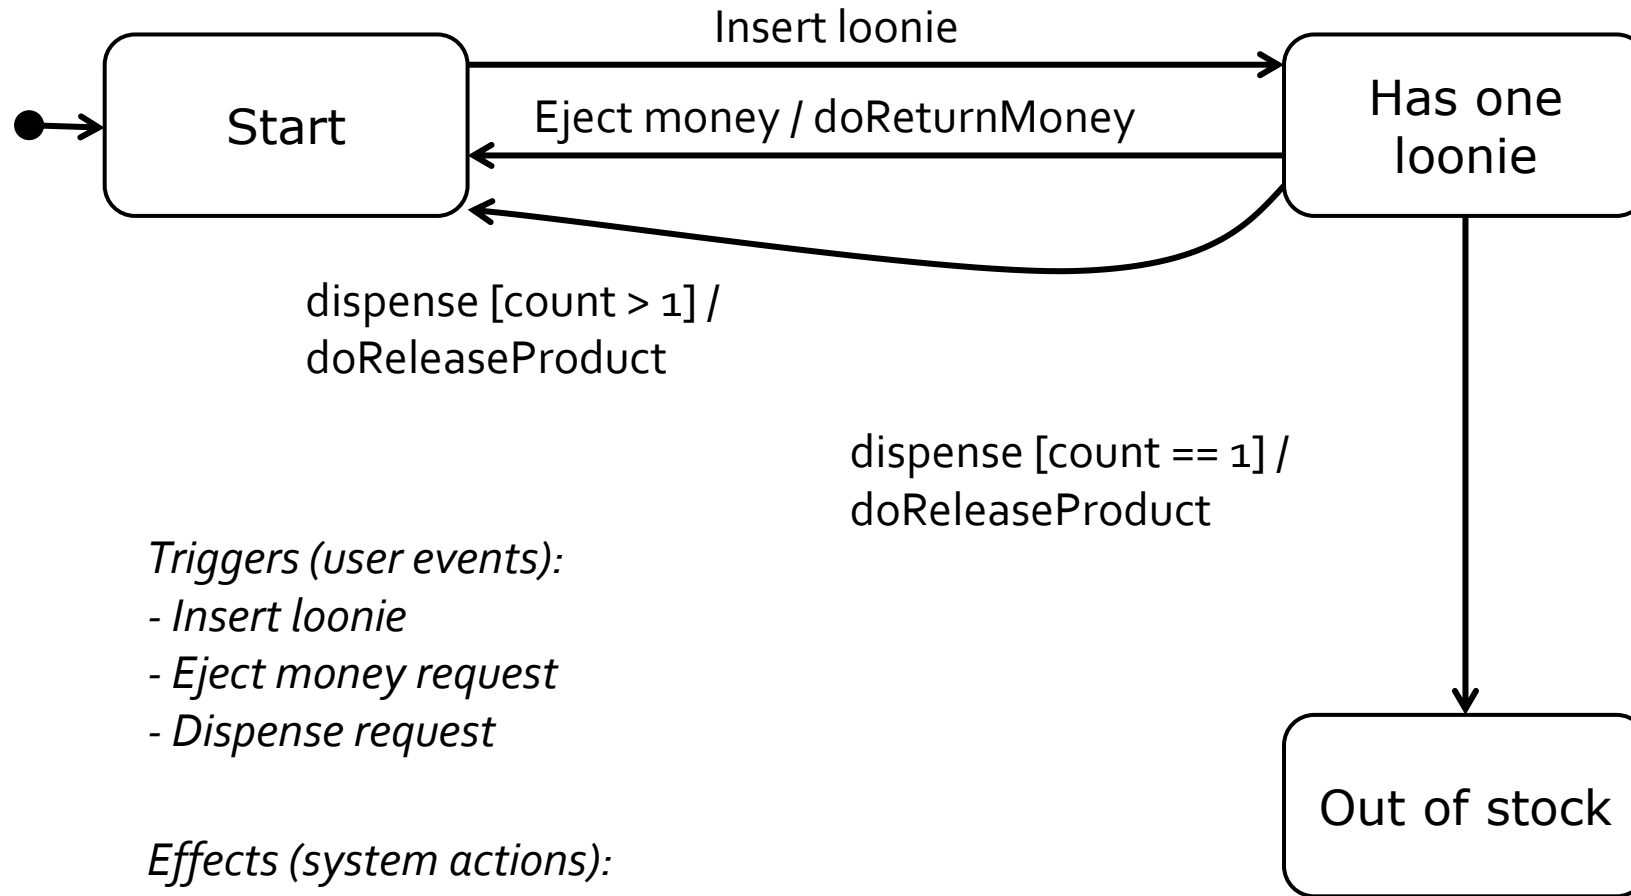 Insert loonie
Start
Eject money / doReturnMoney
Has one
loonie
dispense [count > 1] /
doReleaseProduct
dispense [count == 1] /
doReleaseProduct
Triggers (user events):
- Insert loonie
- Eject money request
- Dispense request
Out of stock
Effects (system actions):